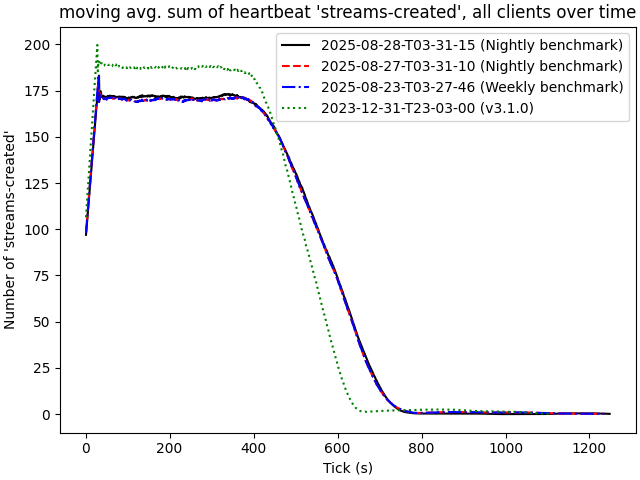 moving avg. sum of heartbeat 'streams-created', all clients over time
Number of 'streams-created'
200
175
150
125
100
75
50
25
0
2025-08-28-T03-31-15 (Nightly benchmark)
2025-08-27-T03-31-10 (Nightly benchmark)
2025-08-23-T03-27-46 (Weekly benchmark)
2023-12-31-T23-03-00 (v3.1.0)
0 200 400 600 800 1000 1200
Tick (s)